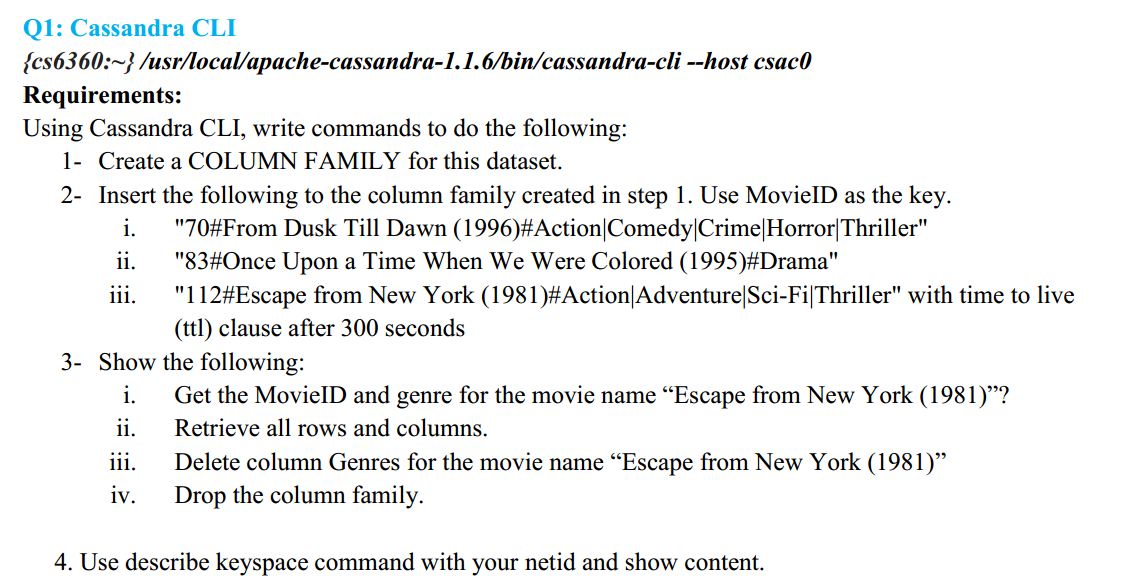 Q1: Cassandra CLI
{cs6360:~} /usr/local/apache-cassandra-1.1.6/bin/cassandra-cli --host csac0
Requirements:
Using Cassandra CLI, write commands to do the following:
1- Create a COLUMN FAMILY for this dataset.
2- Insert the following to the column family created in step 1. Use MovieID as the key.
i. "70#From Dusk Till Dawn (1996)#Action|Comedy|Crime|Horror|Thriller"
ii. "83#Once Upon a Time When We Were Colored (1995)#Drama"
iii. "112#Escape from New York (1981)#Action|Adventure|Sci-Fi|Thriller" with time to live
(ttl) clause after 300 seconds
3- Show the following:
i. Get the MovieID and genre for the movie name “Escape from New York (1981)”?
ii. Retrieve all rows and columns.
iii. Delete column Genres for the movie name “Escape from New York (1981)”
iv. Drop the column family.
4. Use describe keyspace command with your netid and show content.